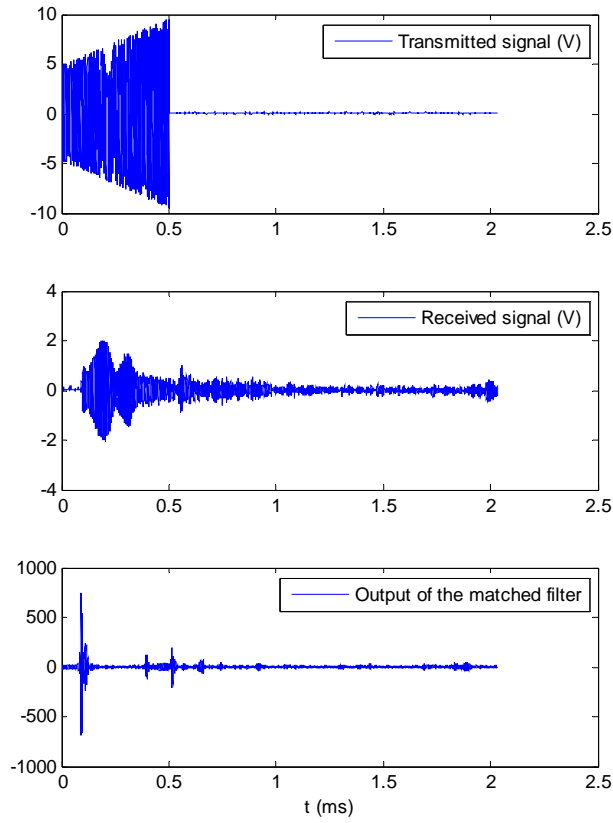 10
Transmitted signal (V)
5
0
-5
-10
0 0.5 1 1.5 2 2.5
4
Received signal (V)
2
0
-2
-4
0 0.5 1 1.5 2 2.5
1000
Output of the matched filter
500
0
-500
-1000
0 0.5 1 1.5 2 2.5
t (ms)